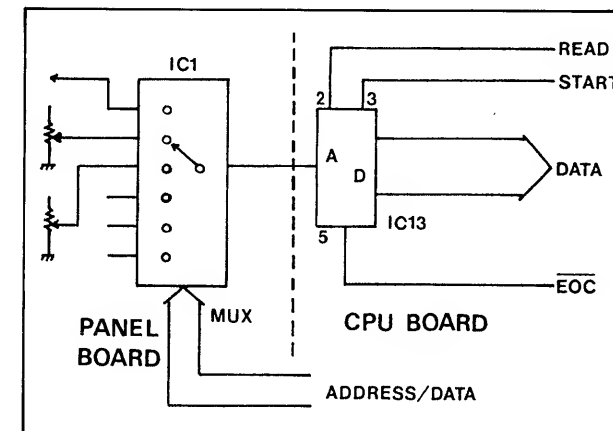 IC1
READ
START
2
3
A
D
DATA
5
IC13
EOC
MUX
PANEL
BOARD
CPU BOARD
ADDRESS/DATA